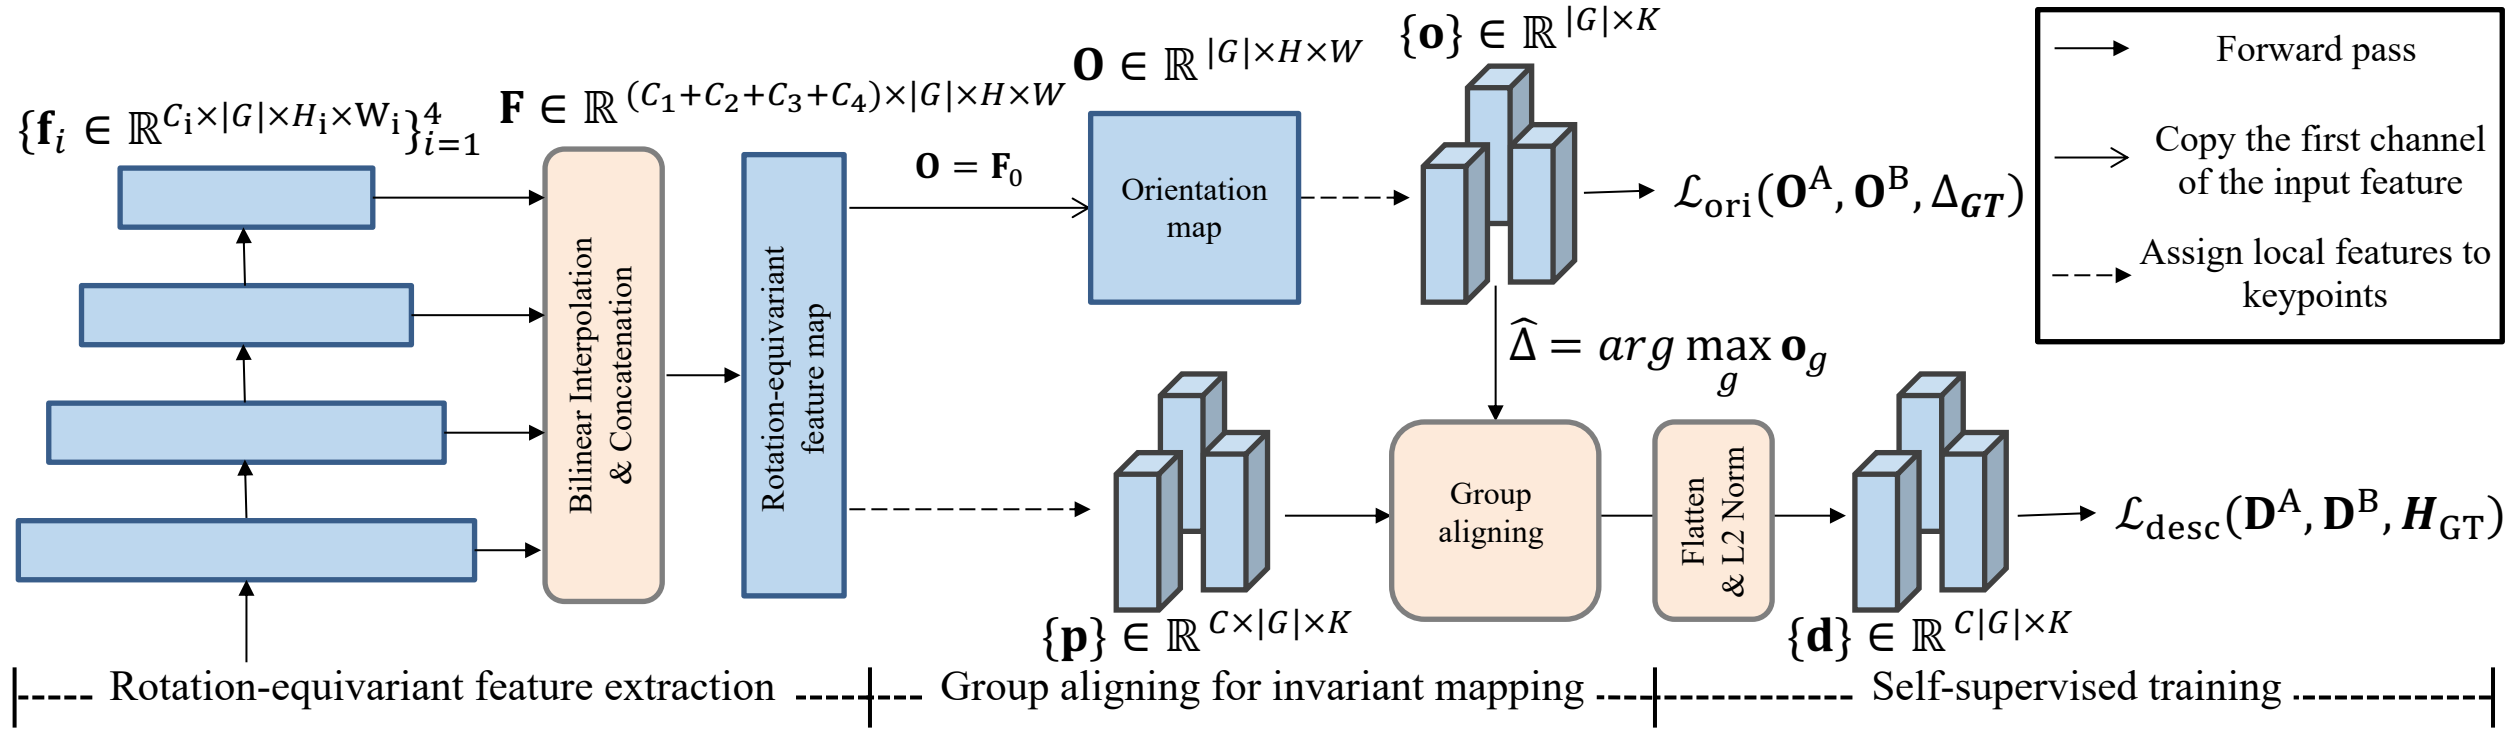 {𝐟ᵢ ∈ ℝ^{C_i×|G|×H_i×W_i}}_{i=1}^{4}
𝐅 ∈ ℝ^{(C_1+C_2+C_3+C_4)×|G|×H×W}
𝐎 ∈ ℝ^{|G|×H×W}
{𝐨} ∈ ℝ^{|G|×K}
Bilinear Interpolation
& Concatenation
Rotation-equivariant
feature map
𝐎 = 𝐅_0
Orientation
map
ℒ_ori(𝐎^A, 𝐎^B, Δ_𝑮𝑻)
Δ̂ = arg max_g 𝐨_g
{𝐩} ∈ ℝ^{C×|G|×K}
Group
aligning
Flatten
& L2 Norm
{𝐝} ∈ ℝ^{C|G|×K}
ℒ_desc(𝐃^A, 𝐃^B, 𝑯_GT)
Forward pass
Copy the first channel
of the input feature
Assign local features to
keypoints
Rotation-equivariant feature extraction
Group aligning for invariant mapping
Self-supervised training